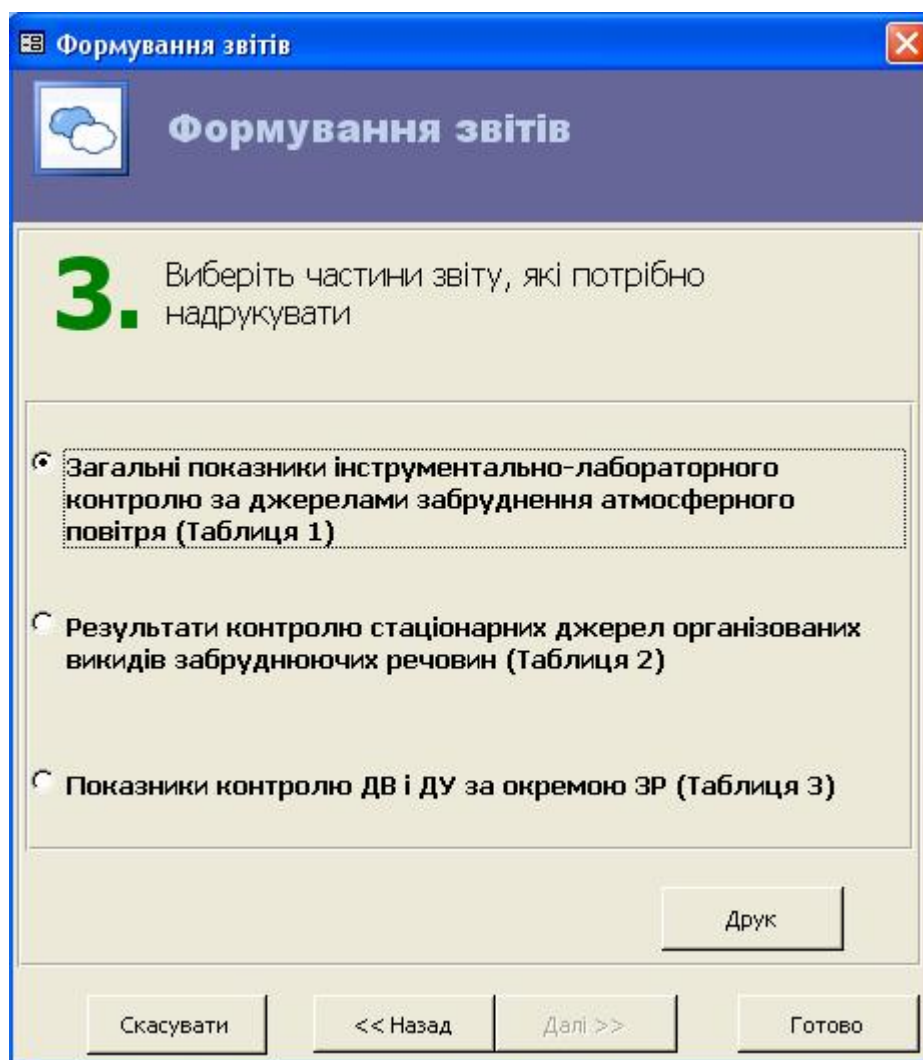 Формування звітів
Формування звітів
3. Виберіть частини звіту, які потрібно
надрукувати
Загальні показники інструментально-лабораторного
контролю за джерелами забруднення атмосферного
повітря (Таблиця 1)
Результати контролю стаціонарних джерел організованих
викидів забруднюючих речовин (Таблиця 2)
Показники контролю ДВ і ДУ за окремою ЗР (Таблиця 3)
Друк
Скасувати << Назад Далі >> Готово